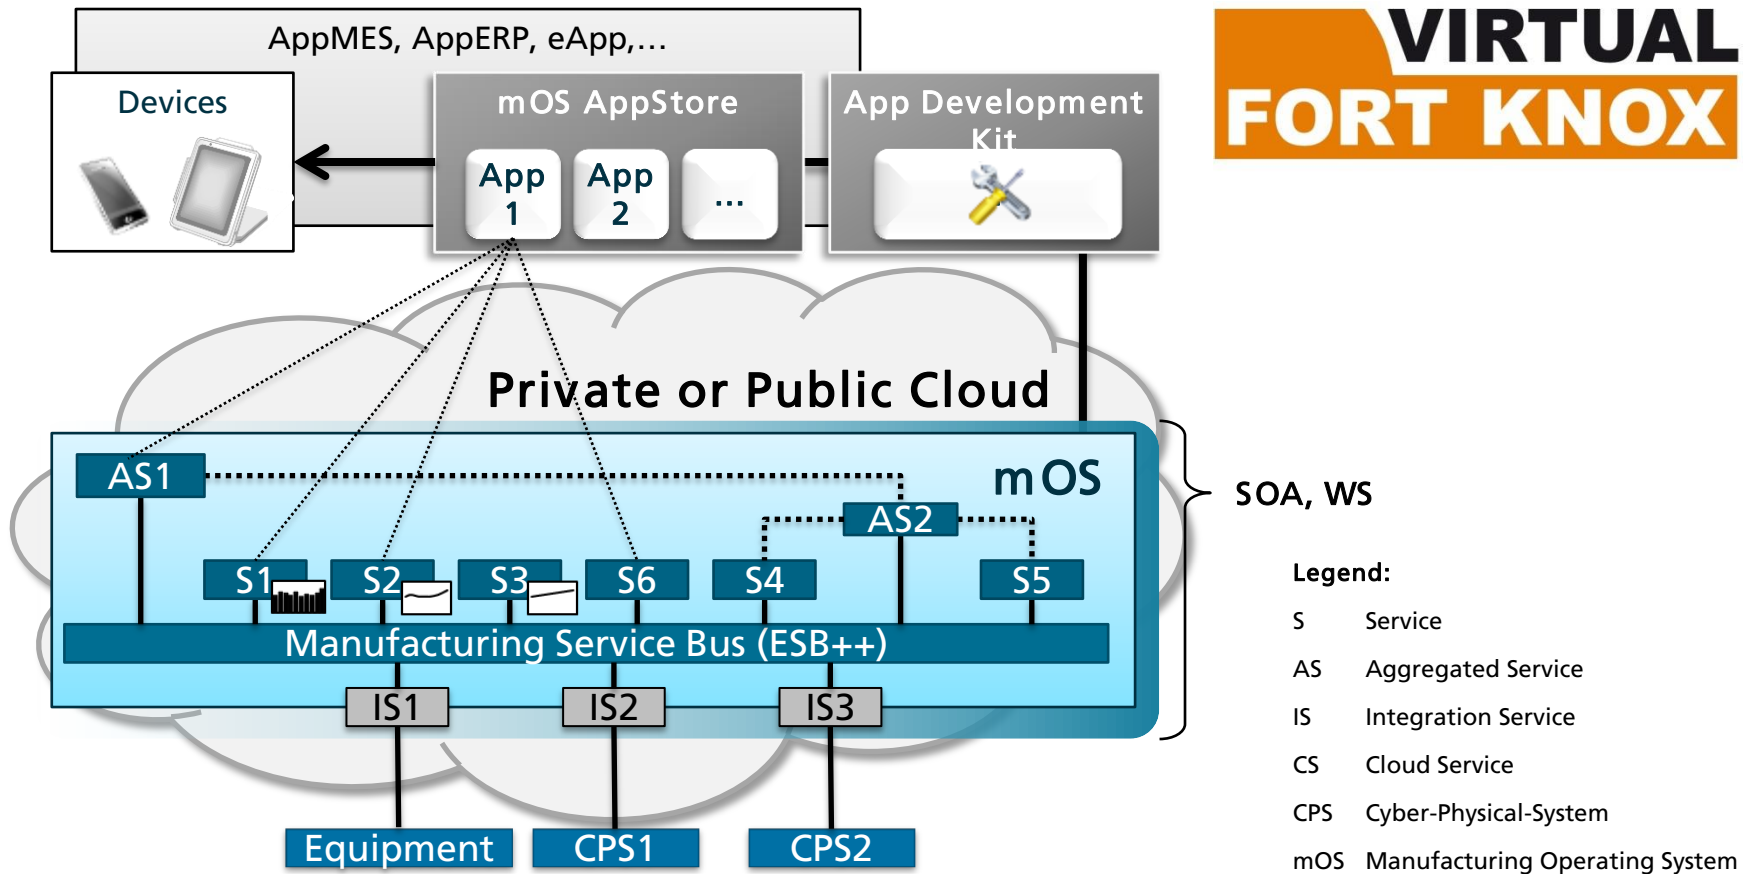 AppMES, AppERP, eApp,...
VIRTUAL
FORT KNOX
Devices
mOS AppStore
App Development
Kit
App
1
App
2
...
Private or Public Cloud
mOS
AS1
AS2
SOA, WS
S1
S2
S3
S6
S4
S5
Manufacturing Service Bus (ESB++)
IS1
IS2
IS3
Equipment
CPS1
CPS2
Legend:
S Service
AS Aggregated Service
IS Integration Service
CS Cloud Service
CPS Cyber-Physical-System
mOS Manufacturing Operating System